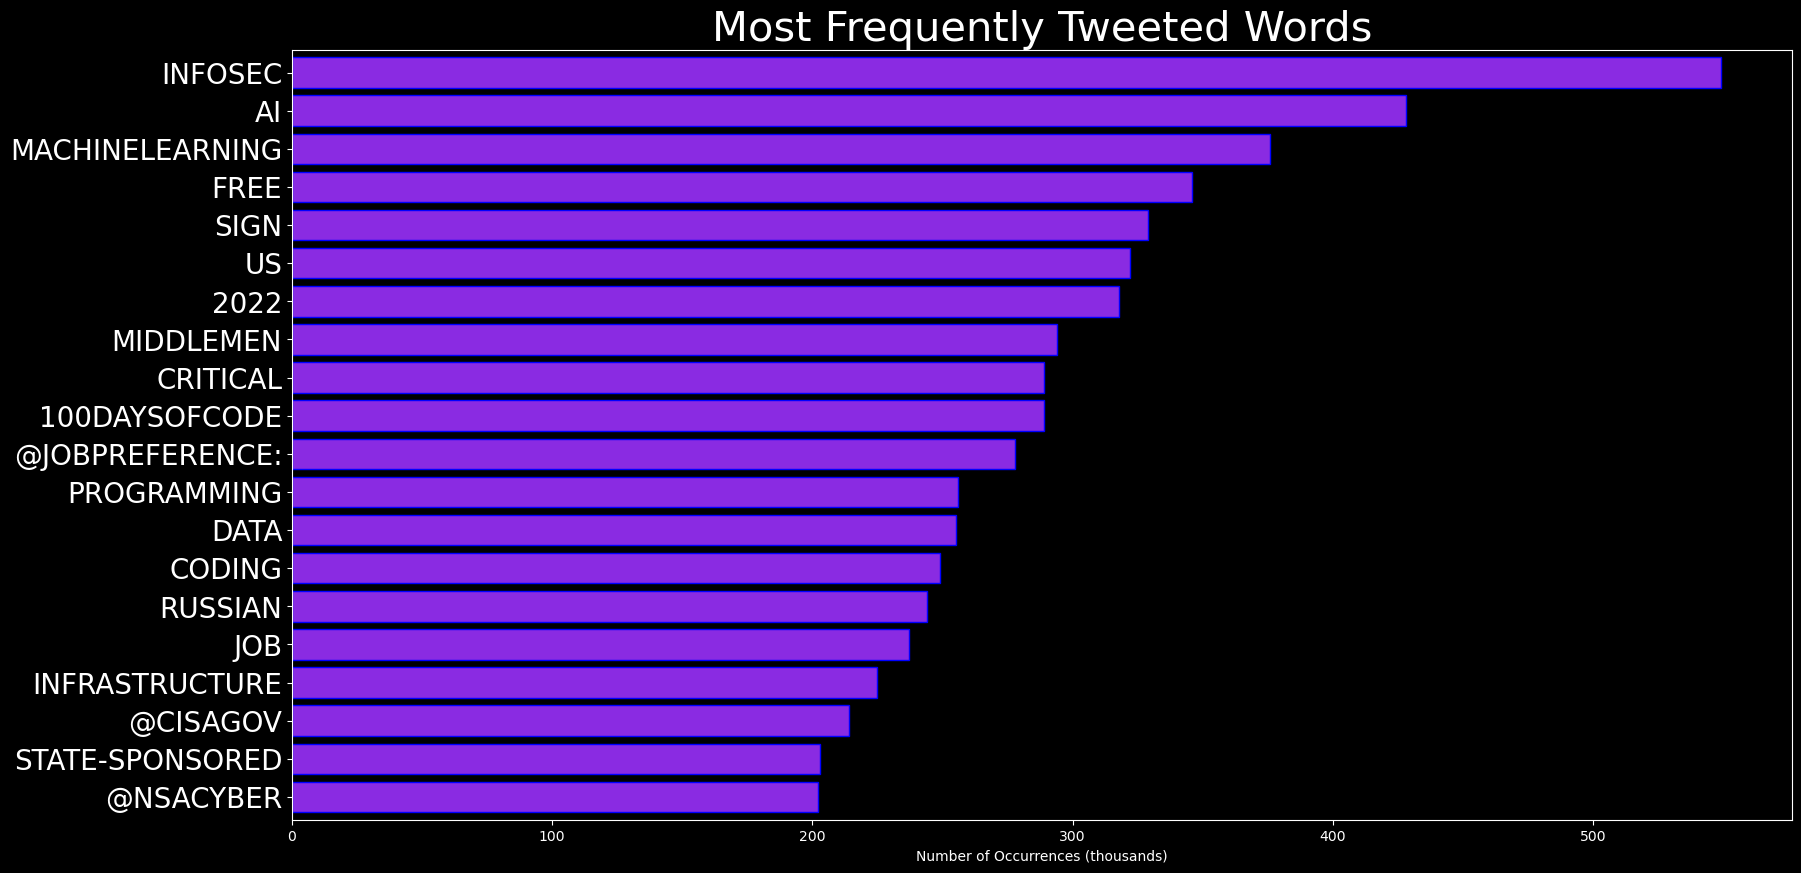 Most Frequently Tweeted Words
INFOSEC
AI
MACHINELEARNING
FREE
SIGN
US
2022
MIDDLEMEN
CRITICAL
100DAYSOFCODE
@JOBPREFERENCE:
PROGRAMMING
DATA
CODING
RUSSIAN
JOB
INFRASTRUCTURE
@CISAGOV
STATE-SPONSORED
@NSACYBER
0 100 200 300 400 500
Number of Occurrences (thousands)